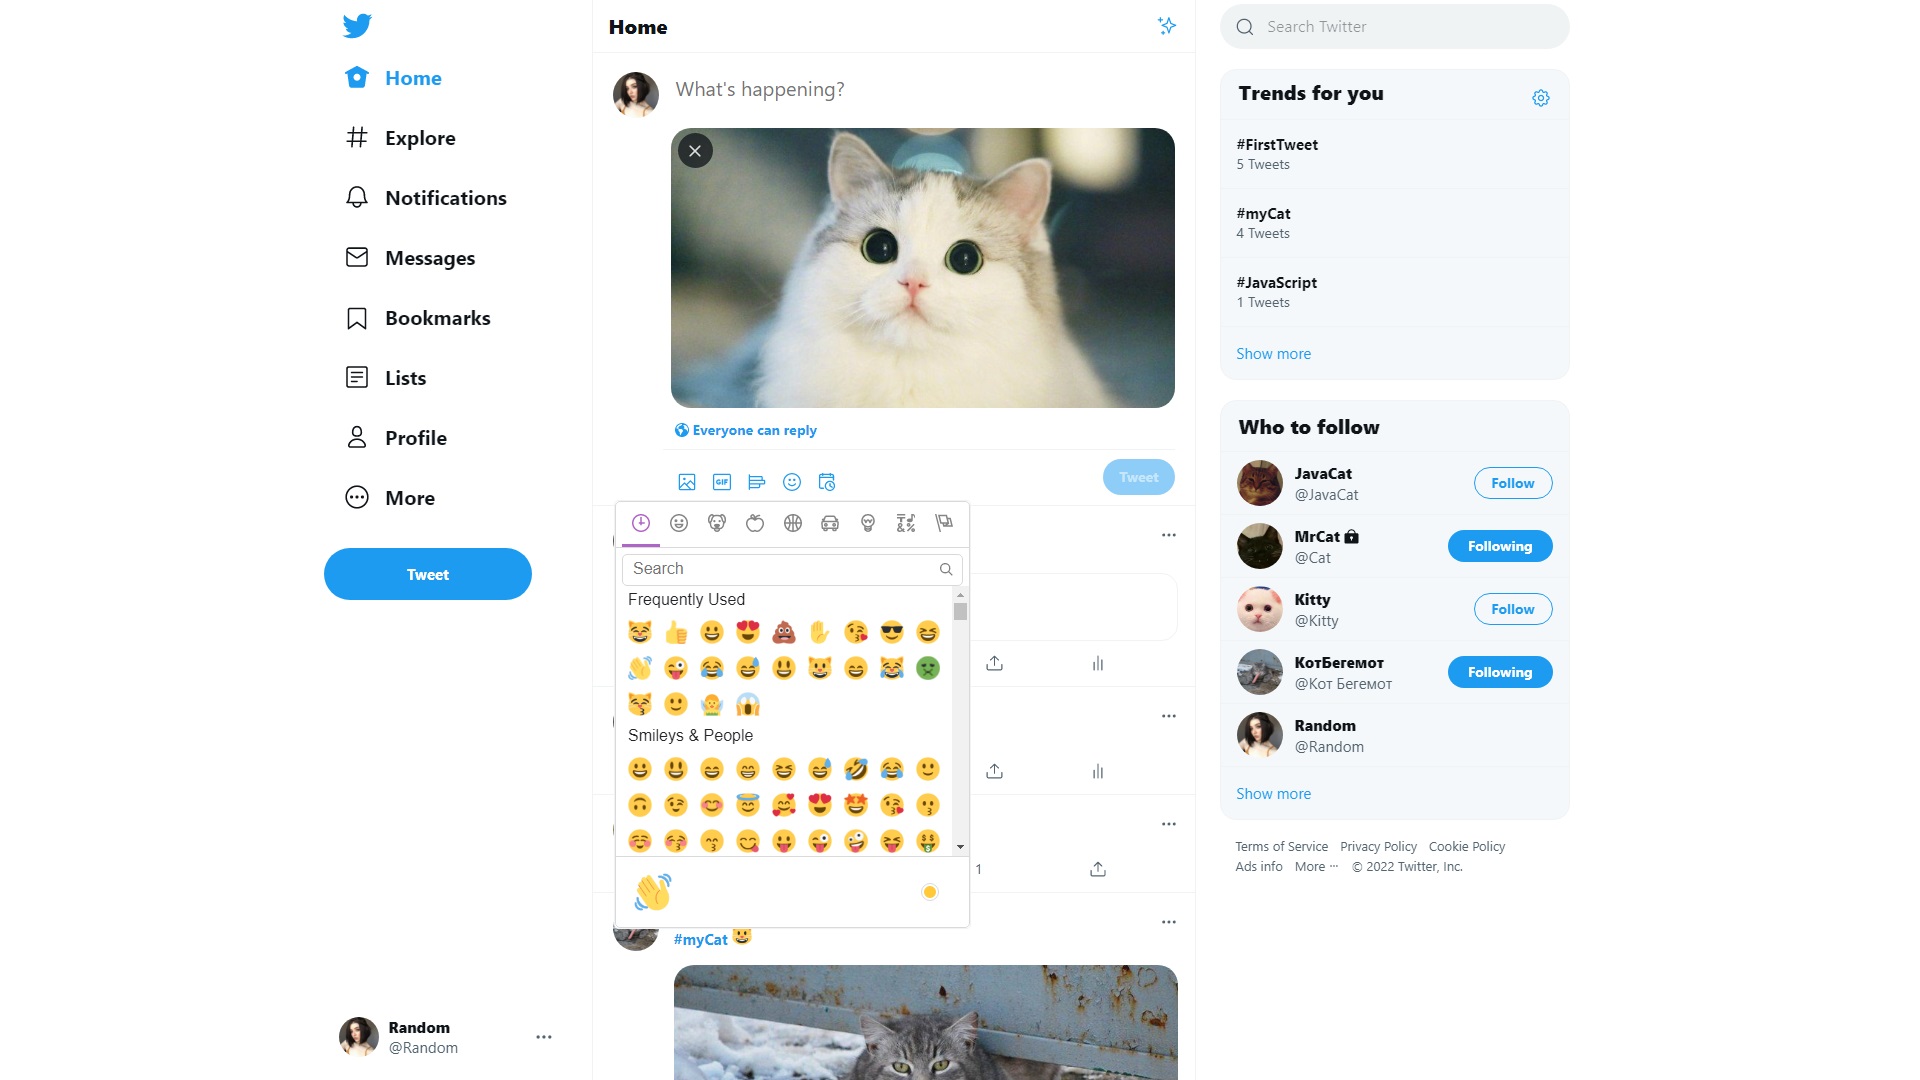 Home
Explore
Notifications
Messages
Bookmarks
Lists
Profile
More
Tweet
Random
@Random
Home
What's happening?
Everyone can reply
GIF
Tweet
Search
Frequently Used
Smileys & People
1
#myCat
Search Twitter
Trends for you
#FirstTweet
5 Tweets
#myCat
4 Tweets
#JavaScript
1 Tweets
Show more
Who to follow
JavaCat
@JavaCat
Follow
MrCat
@Cat
Following
Kitty
@Kitty
Follow
КотБегемот
@Кот Бегемот
Following
Random
@Random
Show more
Terms of Service Privacy Policy Cookie Policy
Ads info More ··· © 2022 Twitter, Inc.